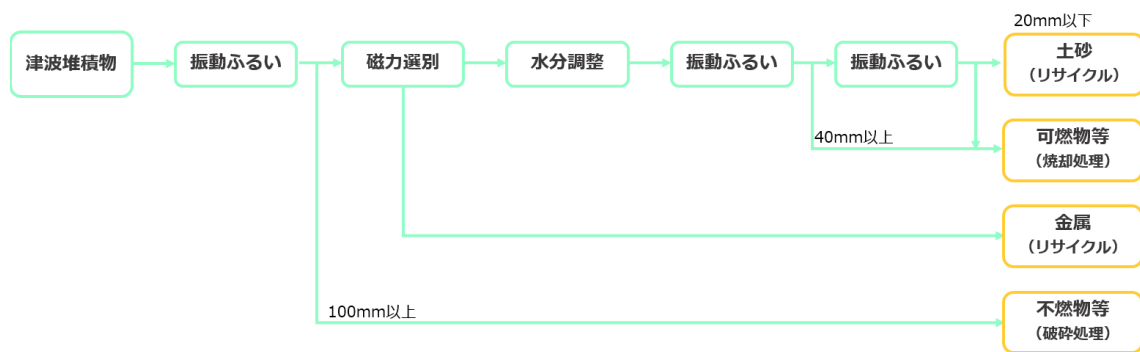 20mm以下
津波堆積物
振動ふるい
磁力選別
水分調整
振動ふるい
振動ふるい
土砂
（リサイクル）
40mm以上
可燃物等
（焼却処理）
金属
（リサイクル）
100mm以上
不燃物等
（破砕処理）